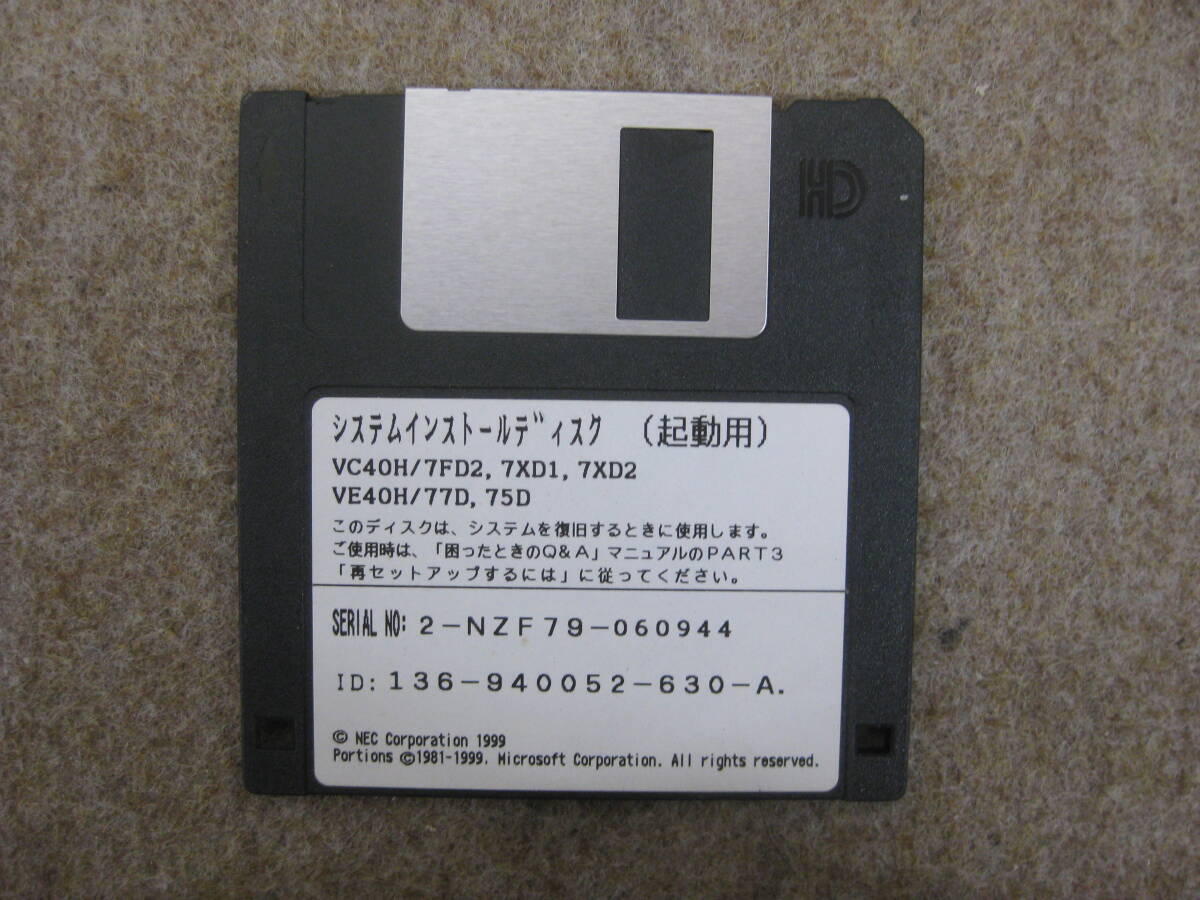 HD
システムインストールディスク （起動用）
VC40H/7FD2, 7XD1, 7XD2
VE40H/77D, 75D
このディスクは、システムを復旧するときに使用します。
ご使用時は、「困ったときのQ&A」マニュアルのPART3
「再セットアップするには」に従ってください。
SERIAL NO: 2-NZF79-060944
ID: 136-940052-630-A.
© NEC Corporation 1999
Portions ©1981-1999. Microsoft Corporation. All rights reserved.